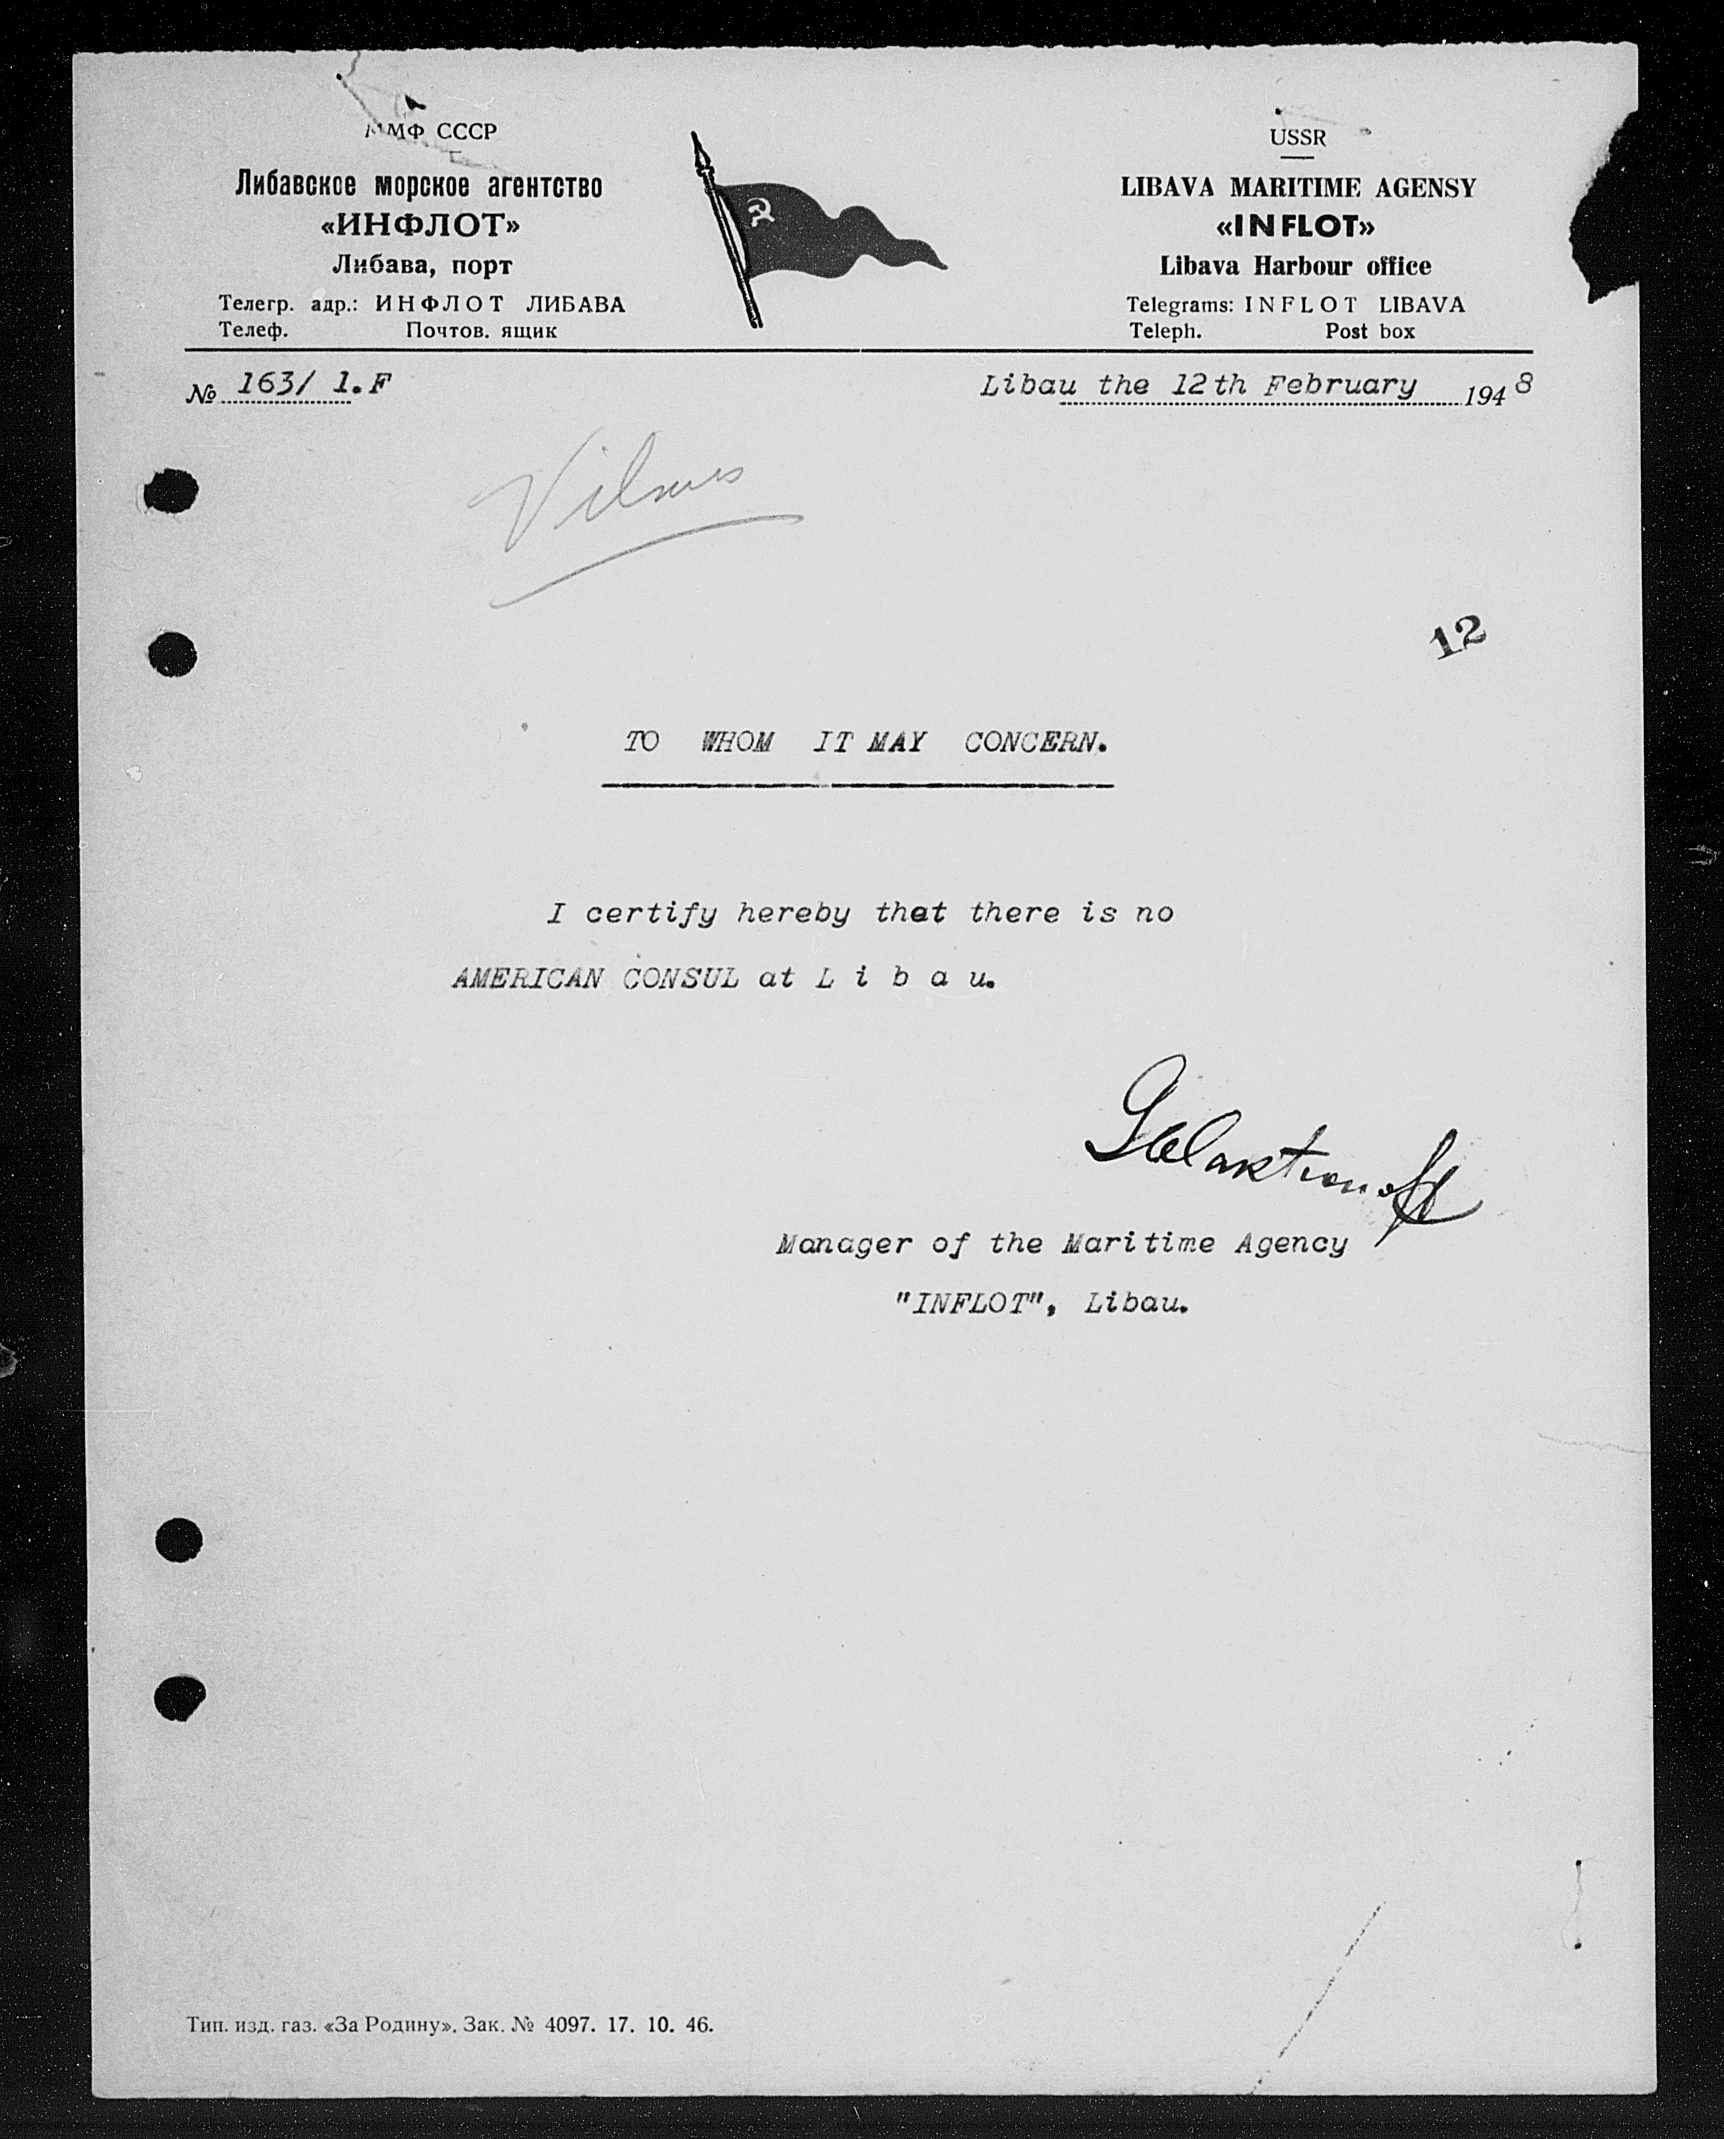 ММФ СССР
Либавское морское агентство
«ИНФЛОТ»
Либава, порт
Телегр. адр.: ИНФЛОТ ЛИБАВА
Телеф. Почтов. ящик
USSR
LIBAVA MARITIME AGENSY
«INFLOT»
Libava Harbour office
Telegrams: INFLOT LIBAVA
Teleph. Post box
№ 163/ 1.F
Libau the 12th February 1948
12
TO WHOM IT MAY CONCERN.
I certify hereby that there is no
AMERICAN CONSUL at L i b a u.
Galaktionoff
Manager of the Maritime Agency
"INFLOT", Libau.
Тип. изд. газ. «За Родину». Зак. № 4097. 17. 10. 46.